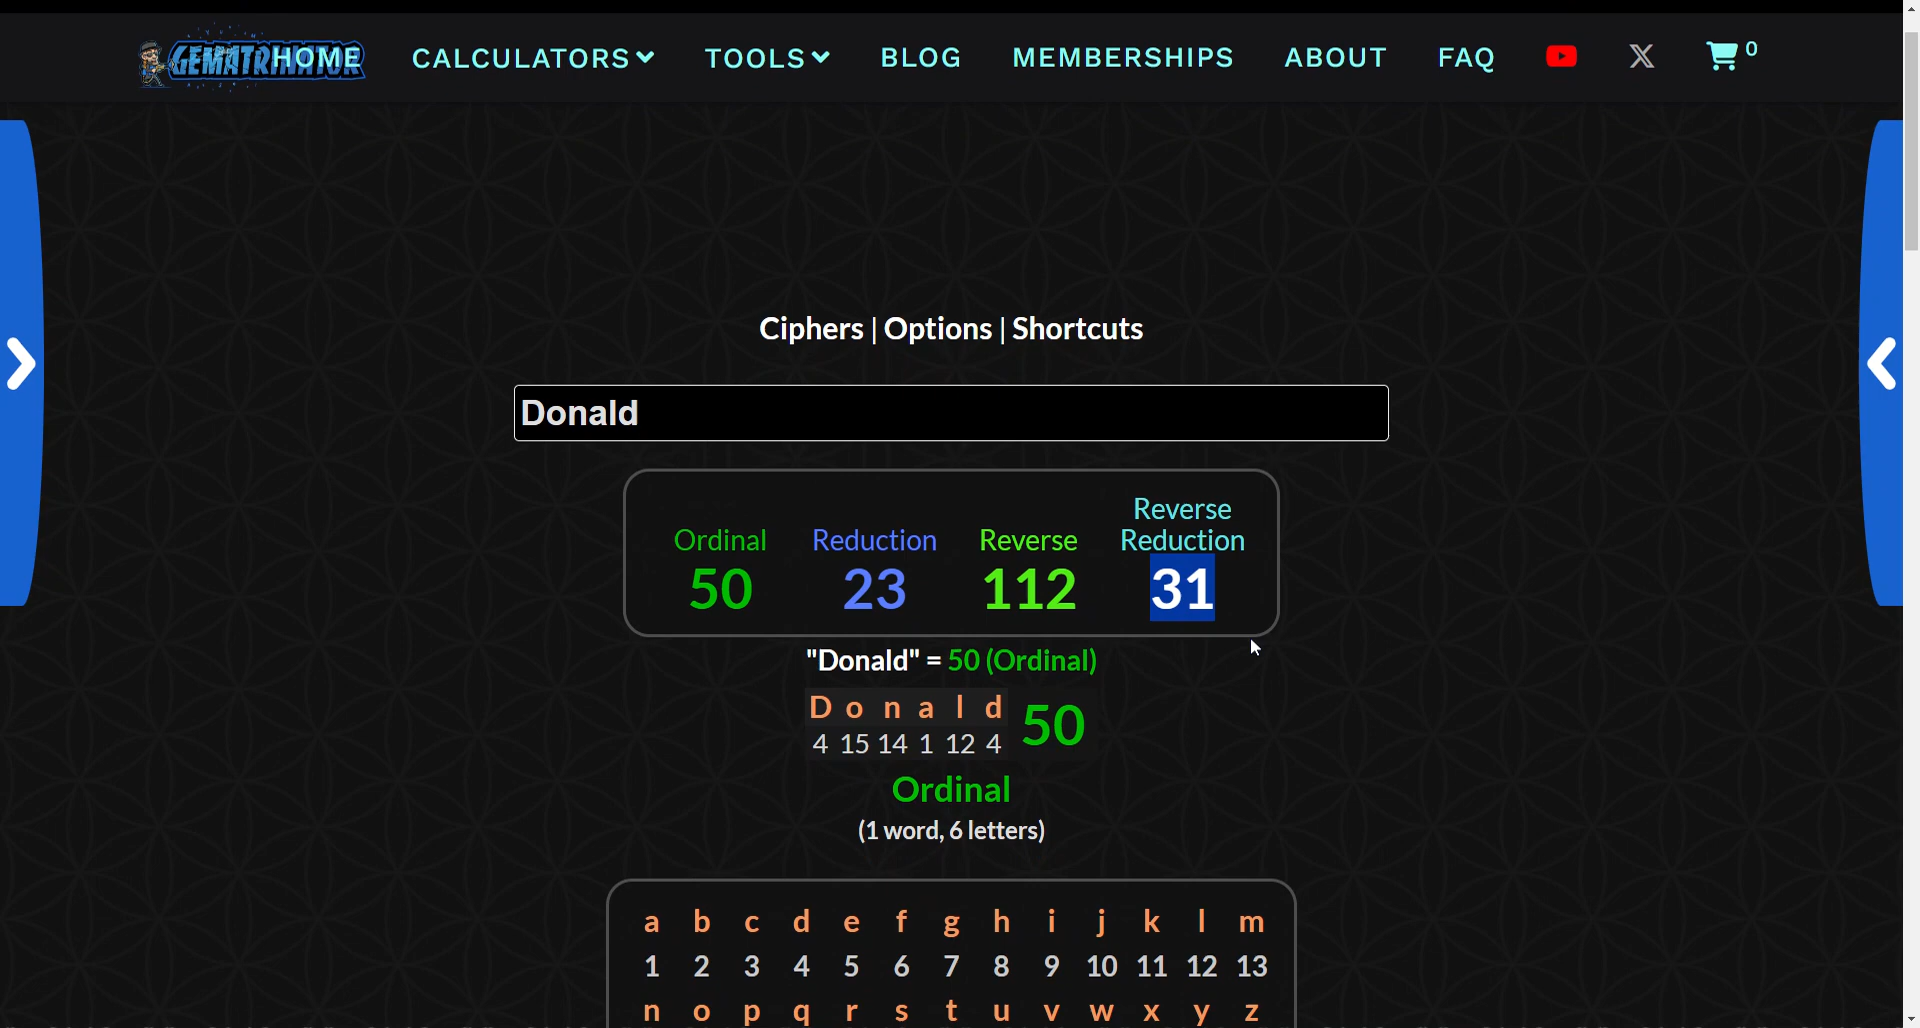 GEMATRINATOR
HOME CALCULATORS TOOLS BLOG MEMBERSHIPS ABOUT FAQ X 0
Ciphers | Options | Shortcuts
Donald
Ordinal Reduction Reverse Reverse Reduction
50 23 112 31
"Donald" = 50 (Ordinal)
D o n a l d 50
4 15 14 1 12 4
Ordinal
(1 word, 6 letters)
a b c d e f g h i j k l m
1 2 3 4 5 6 7 8 9 10 11 12 13
n o p q r s t u v w x y z